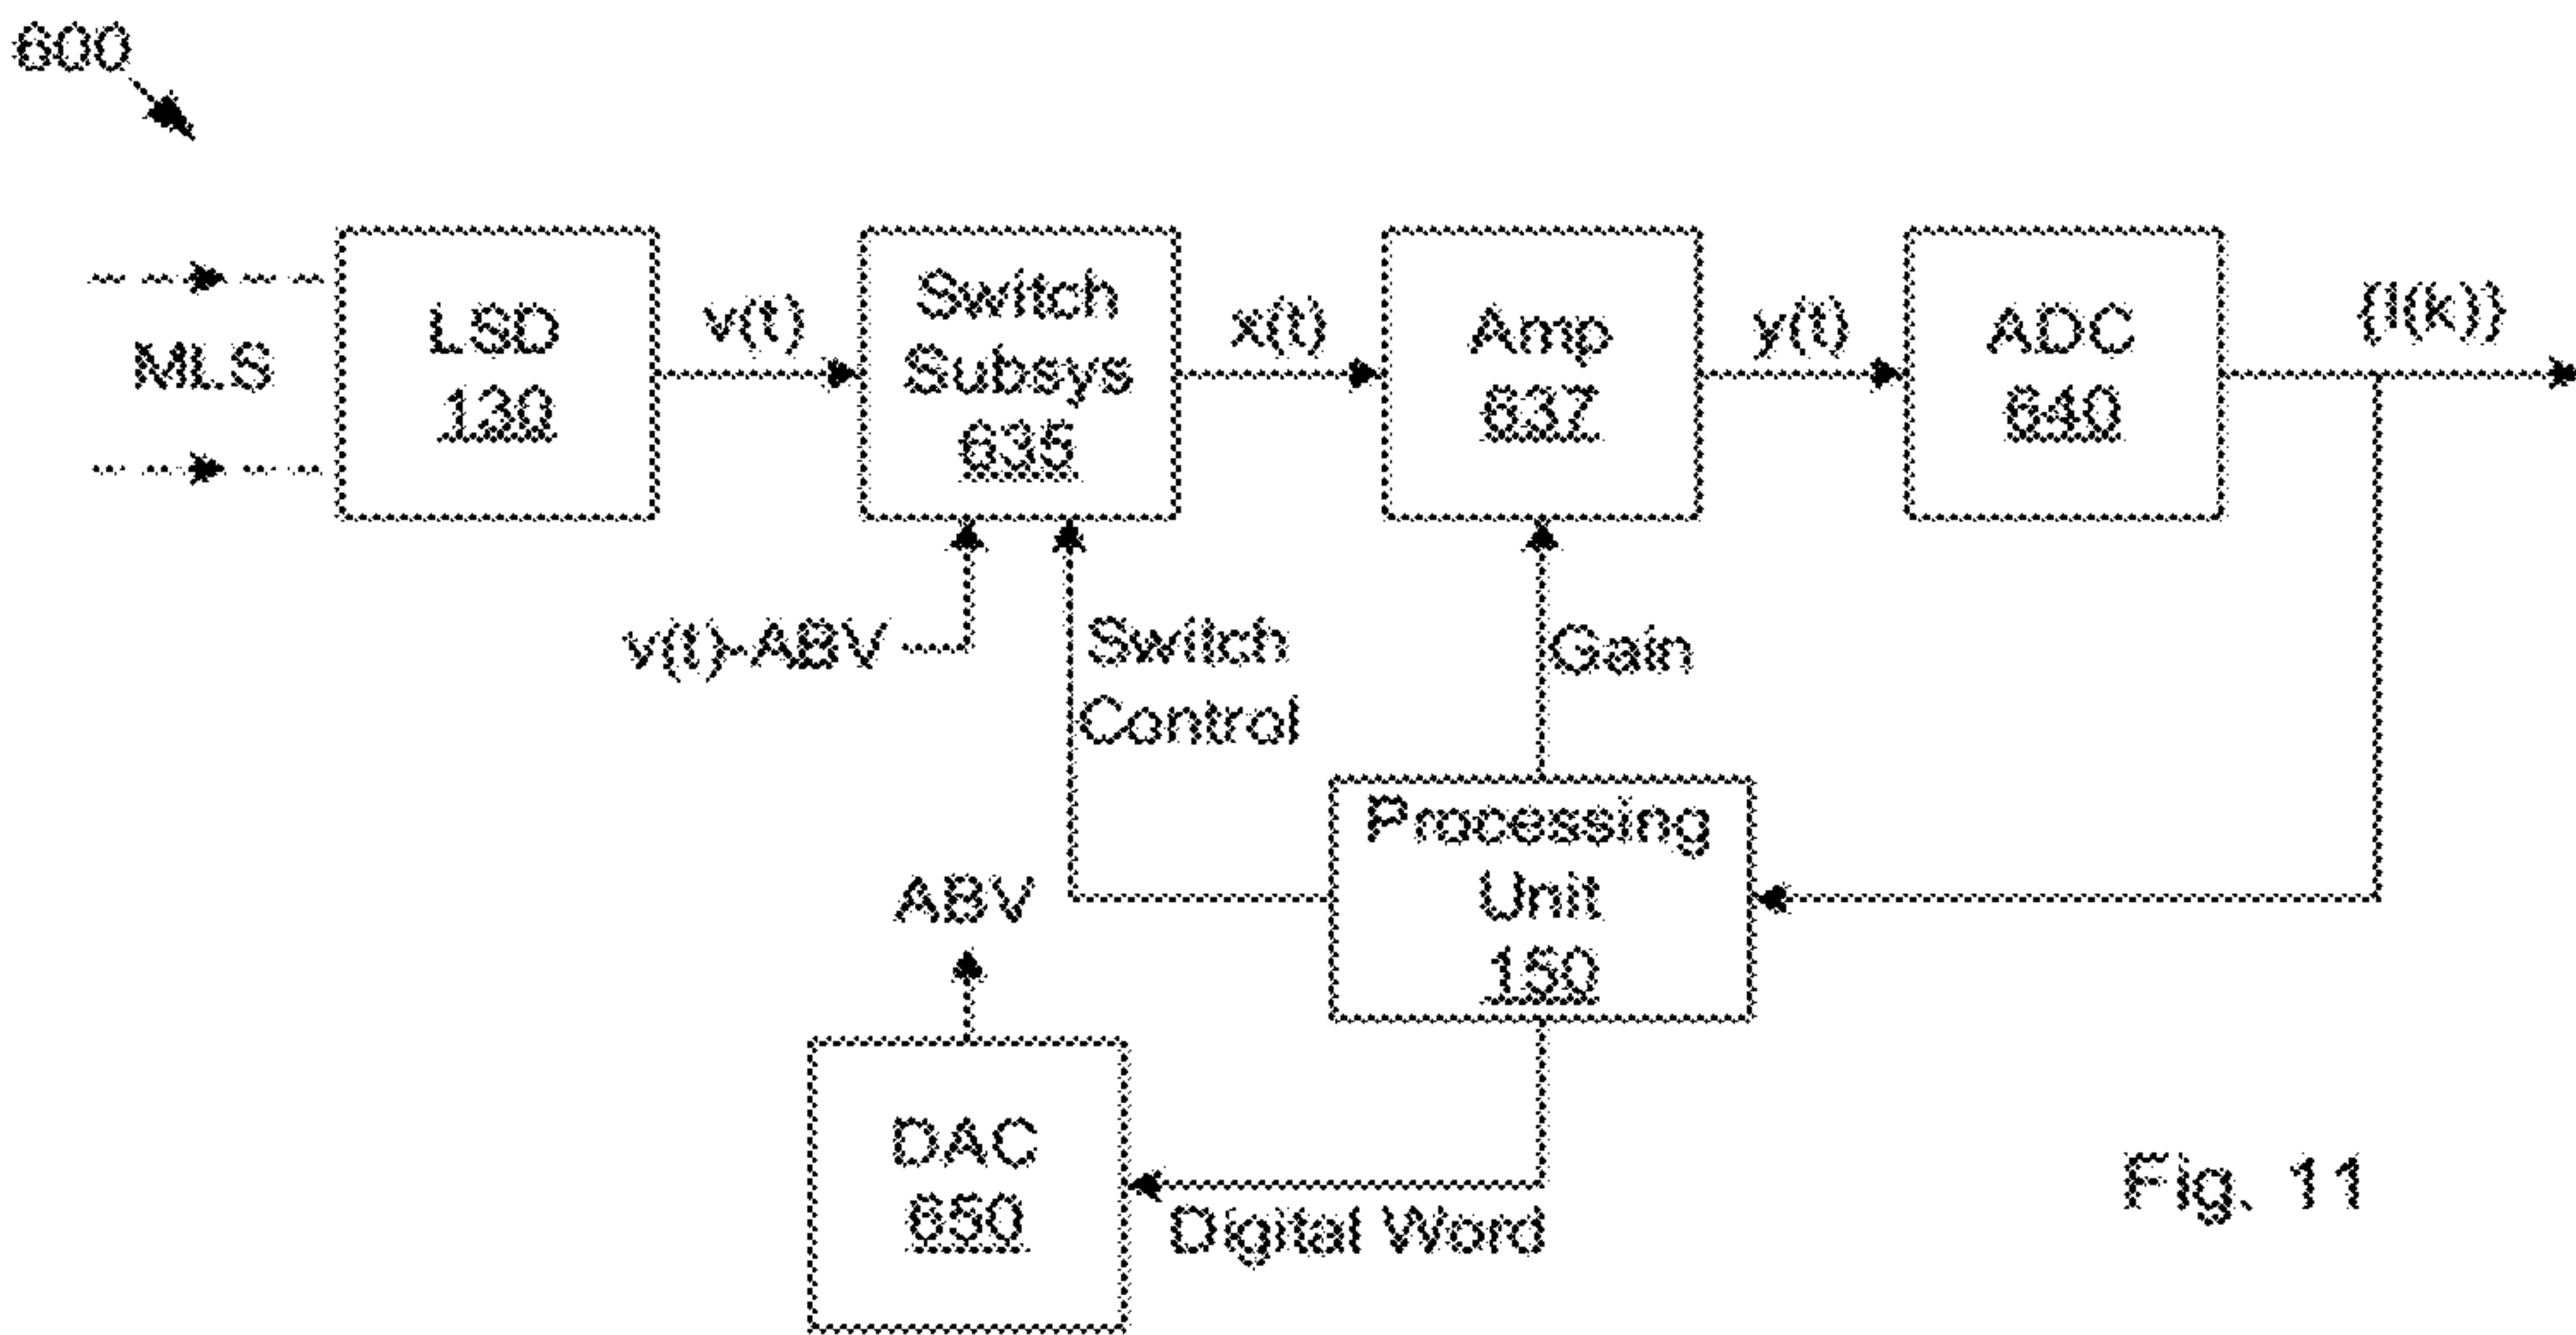 600
MLS
LSD
130
v(t)
Switch
Subsys
635
x(t)
Amp
637
y(t)
ADC
640
{I(k)}
v(t)-ABV
Switch
Control
Gain
Processing
Unit
150
ABV
DAC
650
Digital Word
Fig. 11